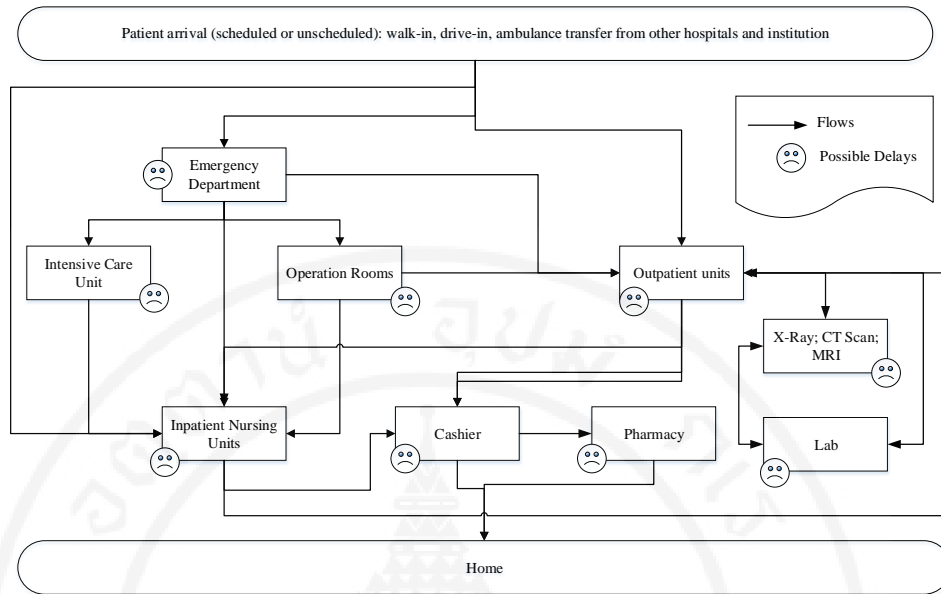 Patient arrival (scheduled or unscheduled): walk-in, drive-in, ambulance transfer from other hospitals and institution
Flows
Possible Delays
Emergency
Department
Intensive Care
Unit
Operation Rooms
Outpatient units
X-Ray; CT Scan;
MRI
Inpatient Nursing
Units
Cashier
Pharmacy
Lab
Home